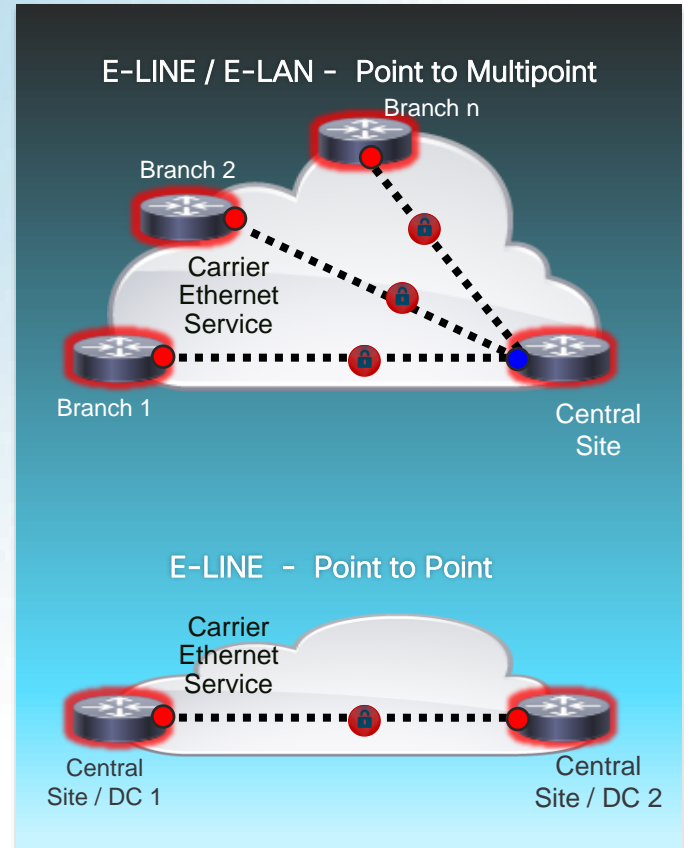 E-LINE / E-LAN - Point to Multipoint
Branch n
Branch 2
Carrier
Ethernet
Service
Branch 1
Central
Site
E-LINE - Point to Point
Carrier
Ethernet
Service
Central
Site / DC 1
Central
Site / DC 2